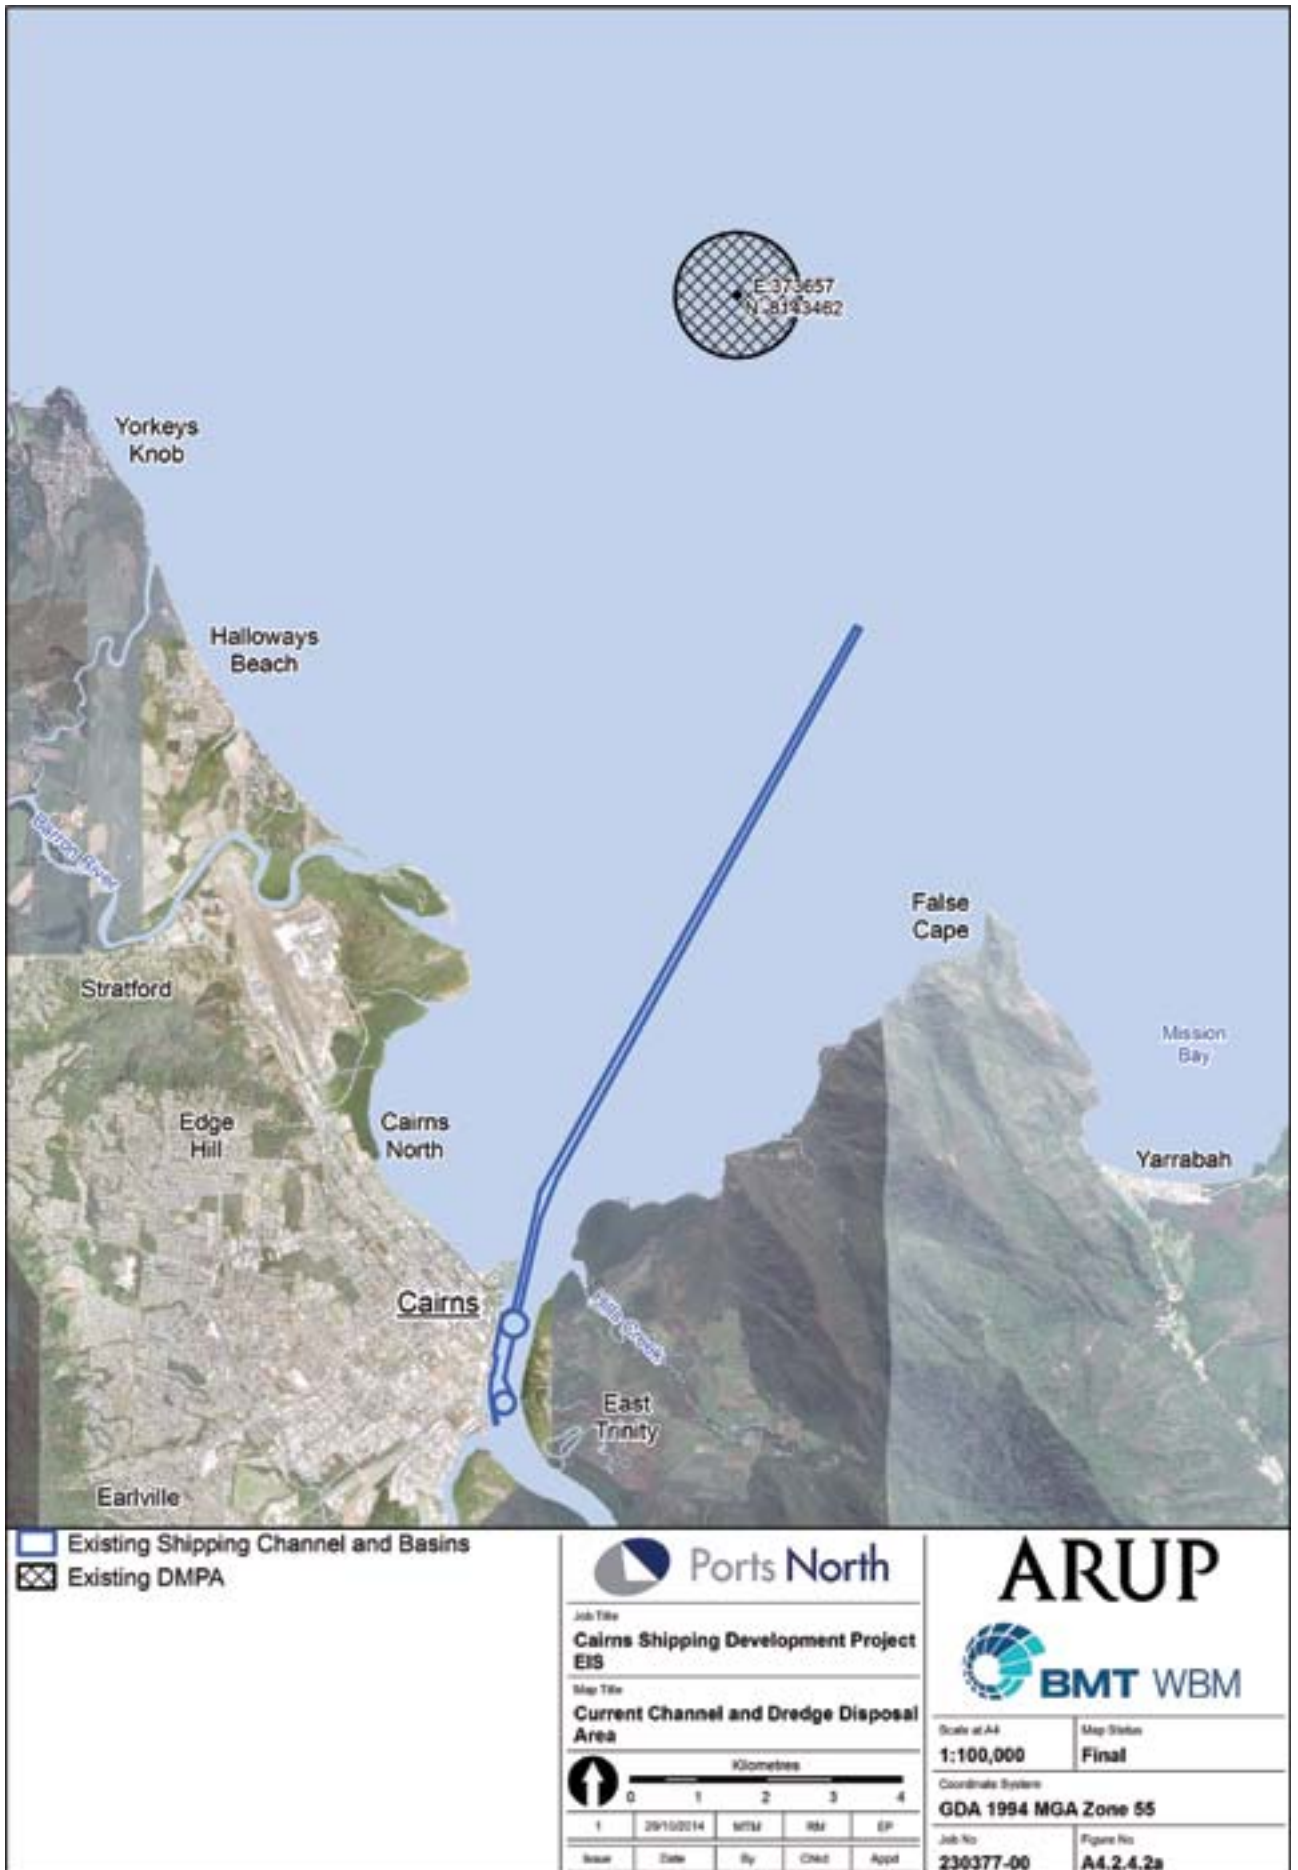 E:373657
N:8143462
Yorkeys
Knob
Halloways
Beach
Barron River
False
Cape
Stratford
Mission
Bay
Edge
Hill
Cairns
North
Yarrabah
Cairns
Hills Creek
East
Trinity
Earlville
Existing Shipping Channel and Basins
Existing DMPA
Ports North
Job Title
Cairns Shipping Development Project
EIS
Map Title
Current Channel and Dredge Disposal
Area
Kilometres
0 1 2 3 4
1 29/10/2014 MTM RM EP
Issue Date By Chkd Appd
ARUP
BMT WBM
Scale at A4
1:100,000
Map Status
Final
Coordinate System
GDA 1994 MGA Zone 55
Job No
230377-00
Figure No
A4.2.4.2a